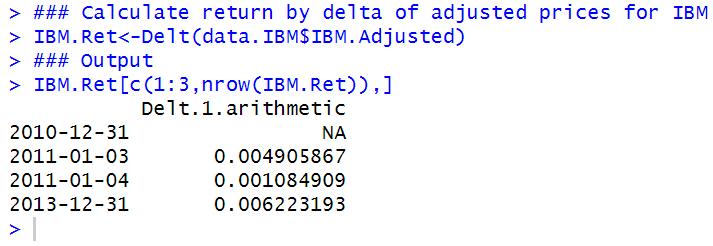 > ### Calculate return by delta of adjusted prices for IBM
> IBM.Ret<-Delt(data.IBM$IBM.Adjusted)
> ### Output
> IBM.Ret[c(1:3,nrow(IBM.Ret)),]
           Delt.1.arithmetic
2010-12-31                NA
2011-01-03       0.004905867
2011-01-04       0.001084909
2013-12-31       0.006223193
>